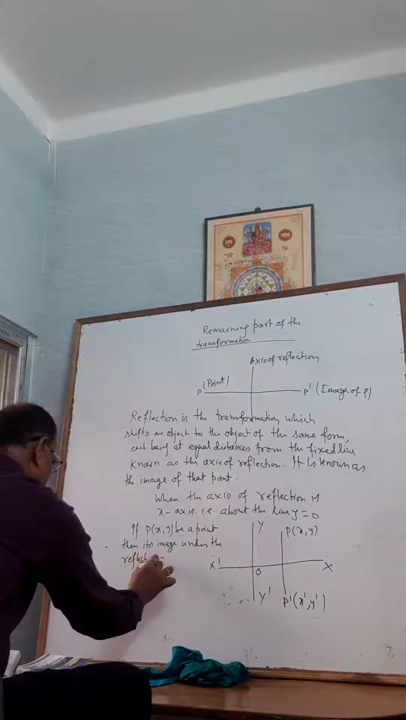 Remaining part of the
transformation
Axis of reflection
P (Point) P' (Image of P)
Reflection is the transformation which
shifts an object to the object of the same form,
each being at equal distances from the fixed line
known as the axis of reflection. It is known as
the image of that point.
When the axis of reflection is
x-axis i.e. about the line y = 0
If P(x,y) be a point
then its image under the
reflection
Y P(x,y)
X' O X
Y' P'(x',y')